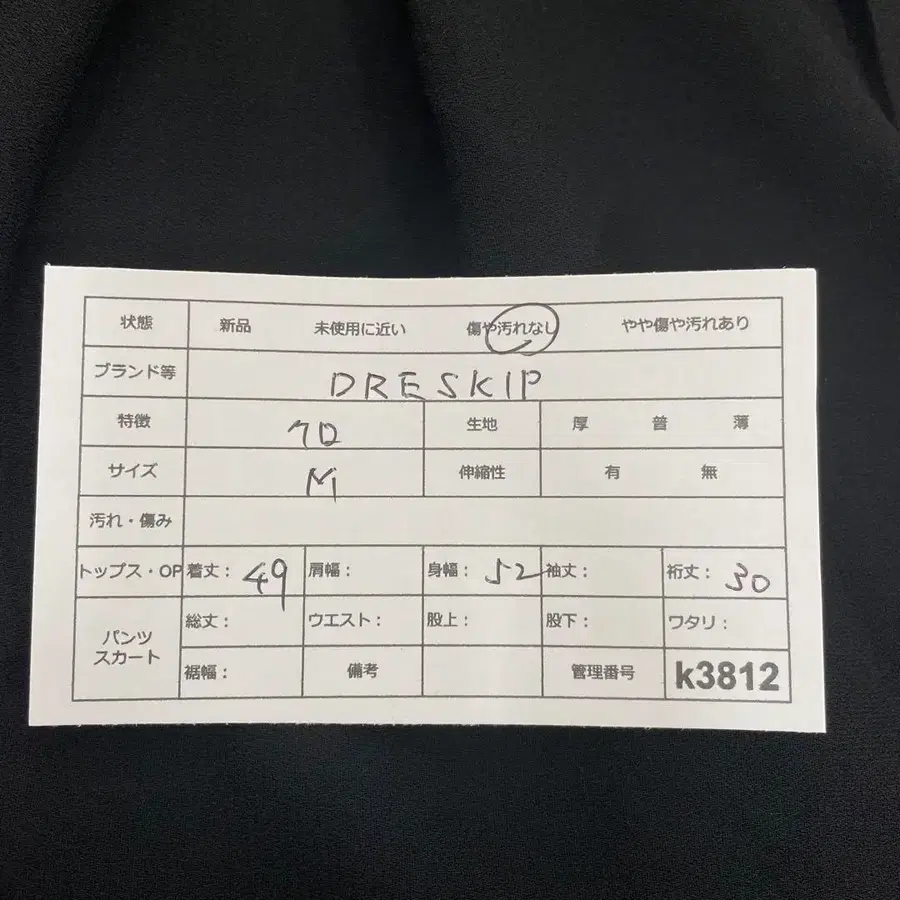 状態 新品 未使用に近い 傷や汚れなし やや傷や汚れあり
ブランド等 DRESKIP
特徴 クロ 生地 厚 普 薄
サイズ M 伸縮性 有 無
汚れ・傷み
トップス・OP 着丈: 49 肩幅: 身幅: 52 袖丈: 裄丈: 30
パンツ 総丈: ウエスト: 股上: 股下: ワタリ:
スカート 裾幅: 備考 管理番号 k3812